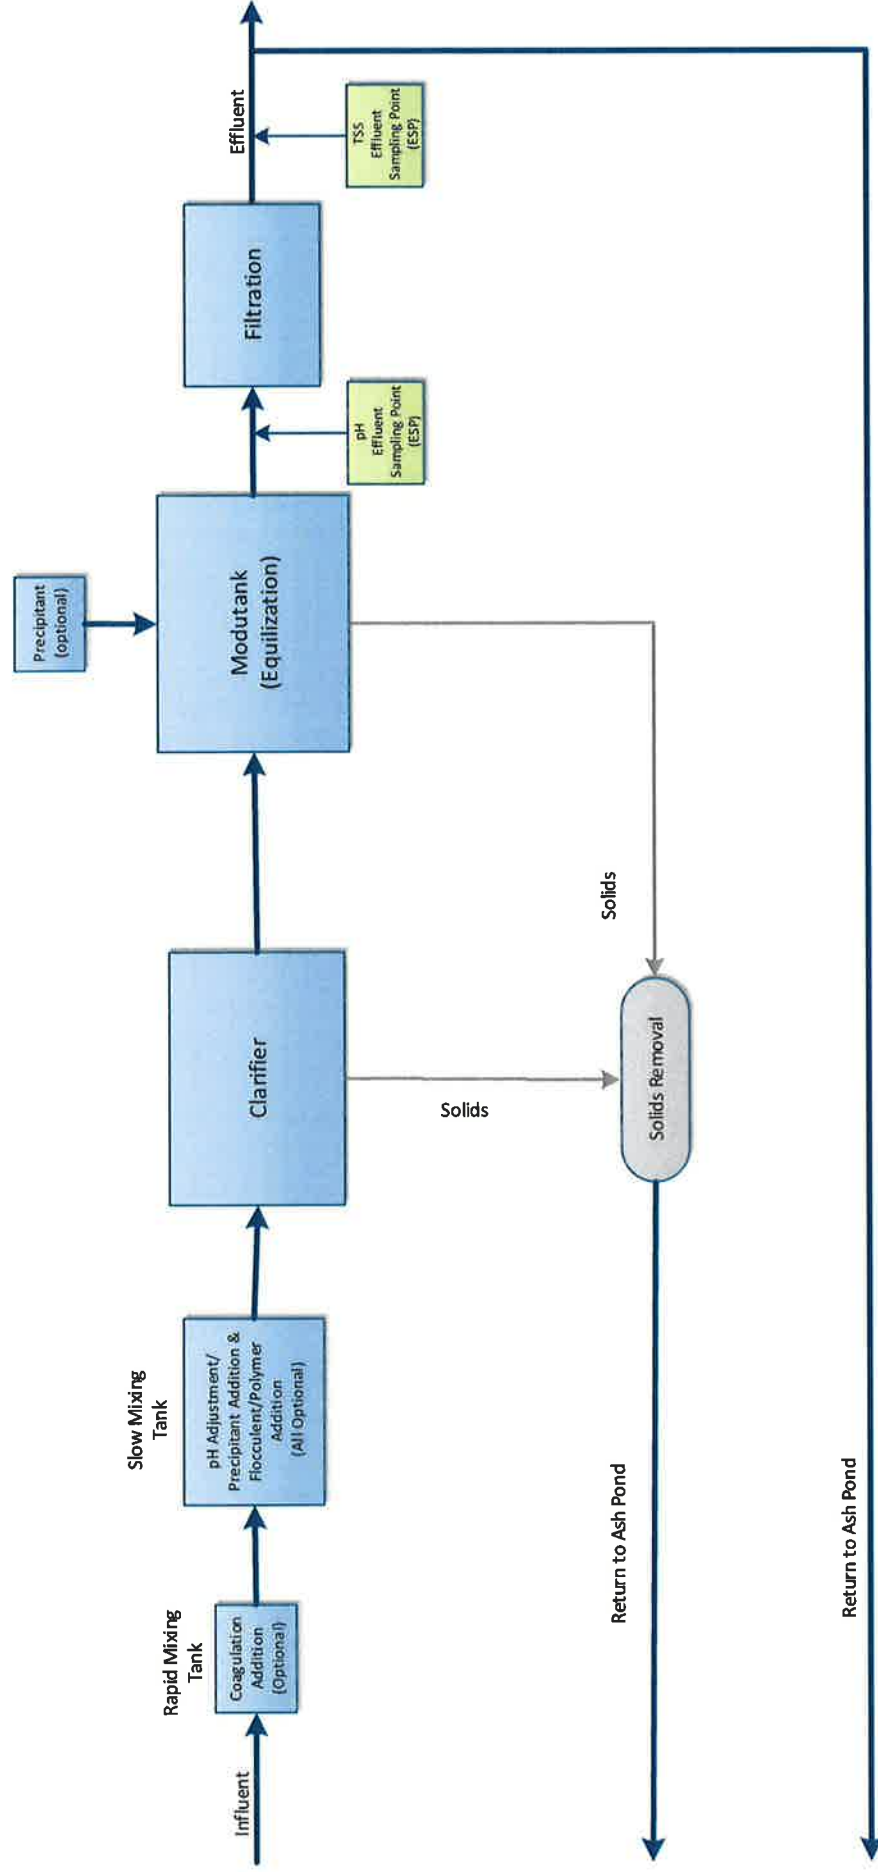 Influent
Rapid Mixing
Tank
Coagulation
Addition
(Optional)
Slow Mixing
Tank
pH Adjustment/
Precipitant Addition &
Flocculent/Polymer
Addition
(All Optional)
Clarifier
Solids
Precipitant
(optional)
Modutank
(Equilization)
Solids
Solids Removal
pH
Effluent
Sampling Point
(ESP)
Filtration
Effluent
TSS
Effluent
Sampling Point
(ESP)
Return to Ash Pond
Return to Ash Pond